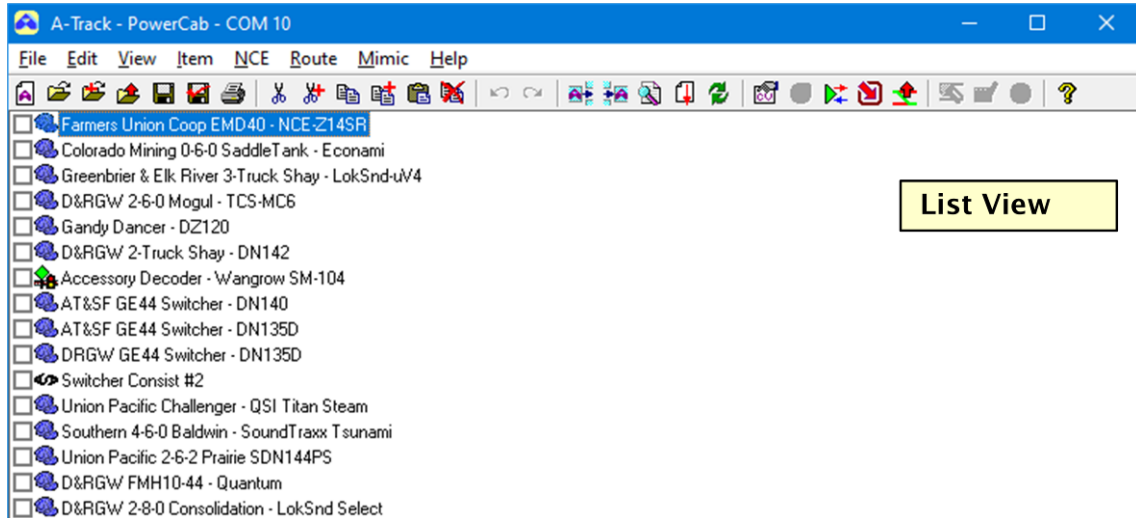 A-Track - PowerCab - COM 10
File Edit View Item NCE Route Mimic Help
Farmers Union Coop EMD40 - NCE-Z14SR
Colorado Mining 0-6-0 SaddleTank - Econami
Greenbrier & Elk River 3-Truck Shay - LokSnd-uV4
List View
D&RGW 2-6-0 Mogul - TCS-MC6
Gandy Dancer - DZ120
D&RGW 2-Truck Shay - DN142
Accessory Decoder - Wangrow SM-104
AT&SF GE44 Switcher - DN140
AT&SF GE44 Switcher - DN135D
DRGW GE44 Switcher - DN135D
Switcher Consist #2
Union Pacific Challenger - QSI Titan Steam
Southern 4-6-0 Baldwin - SoundTraxx Tsunami
Union Pacific 2-6-2 Prairie SDN144PS
D&RGW FMH10-44 - Quantum
D&RGW 2-8-0 Consolidation - LokSnd Select